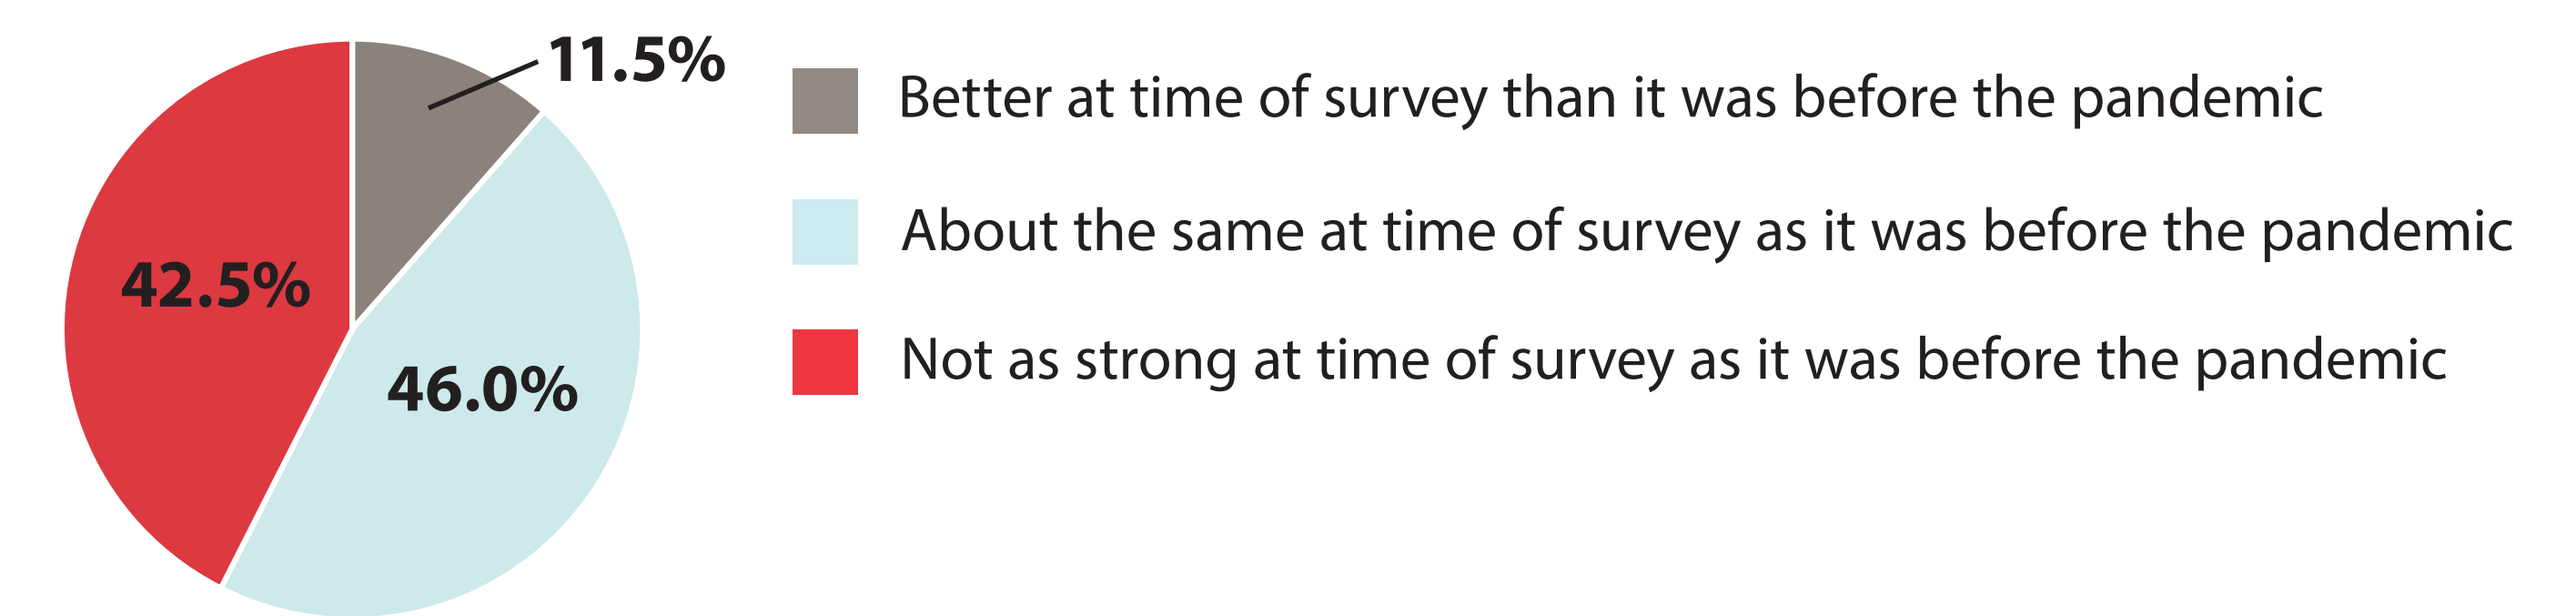 11.5%
42.5%
46.0%
Better at time of survey than it was before the pandemic
About the same at time of survey as it was before the pandemic
Not as strong at time of survey as it was before the pandemic